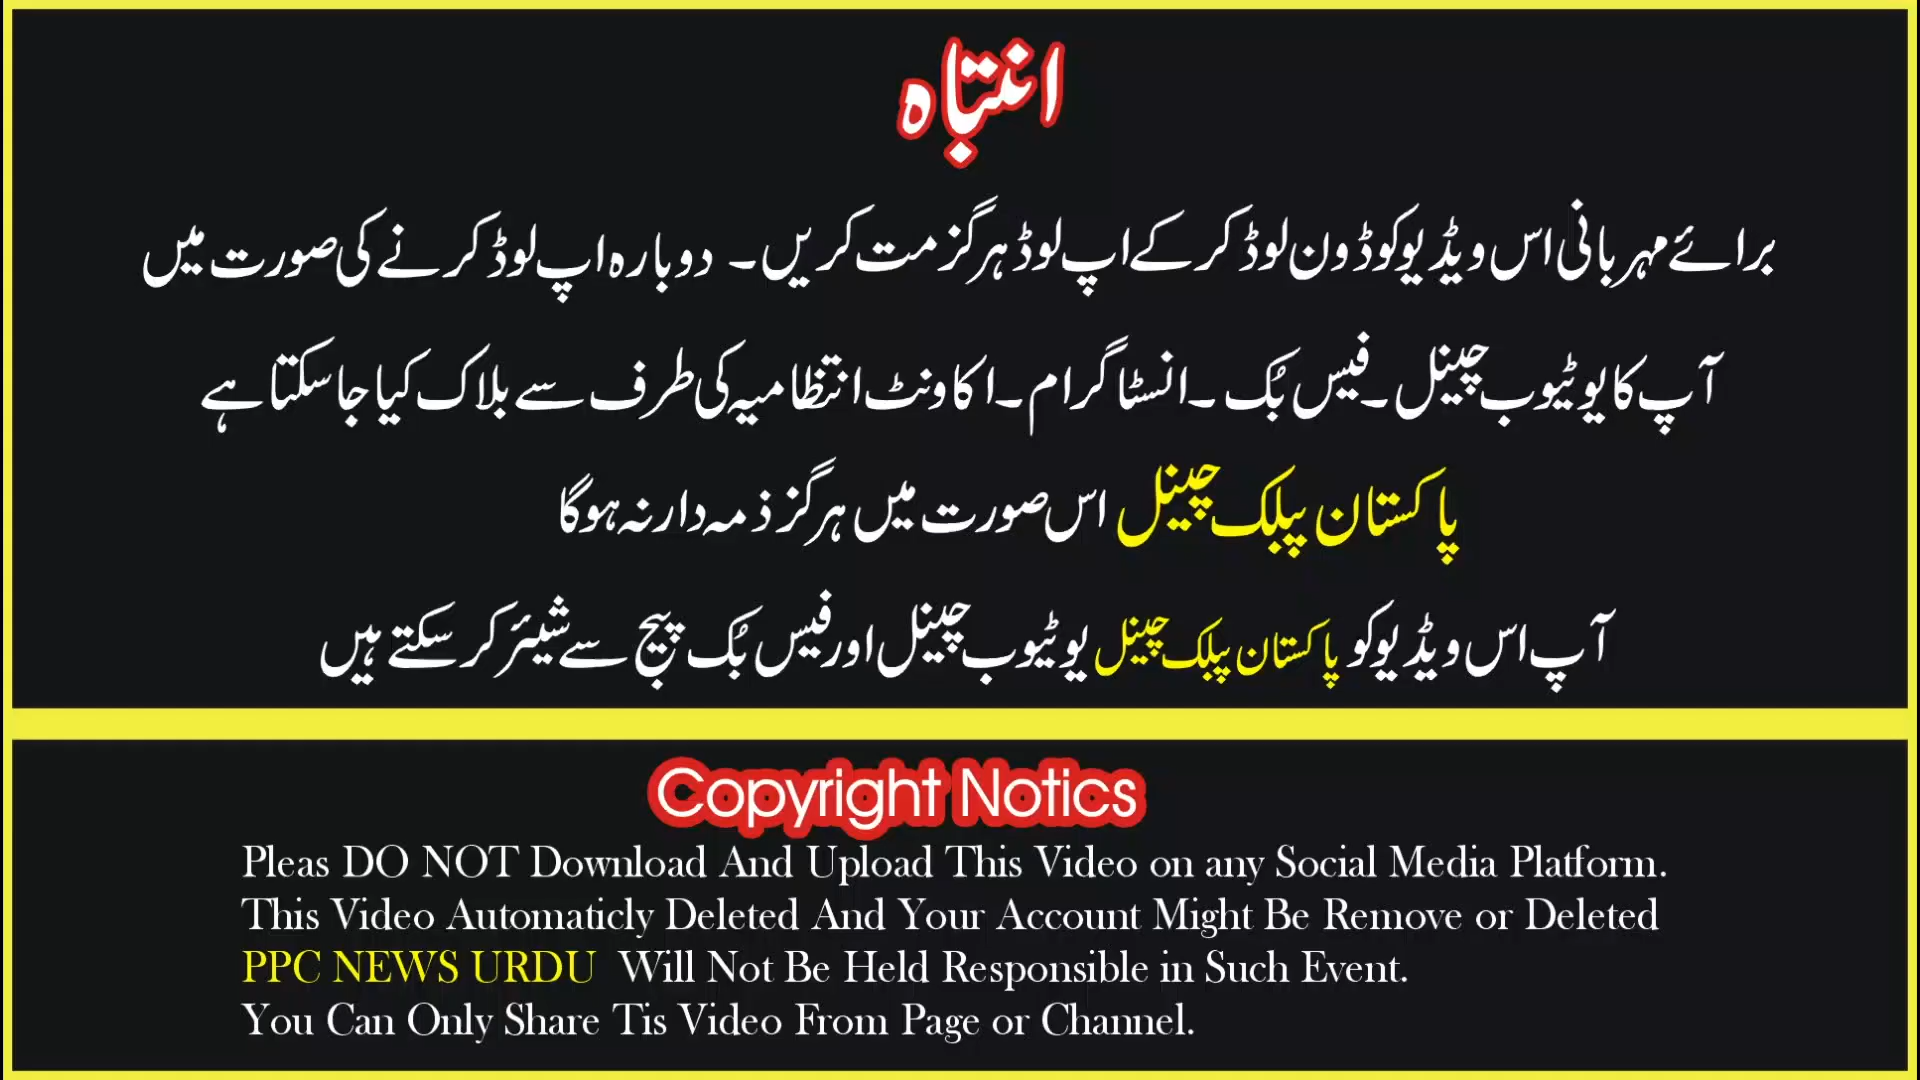 انتباہ
برائے مہربانی اس ویڈیو کو ڈون لوڈ کر کے اپ لوڈ ہرگز مت کریں۔ دوبارہ اپ لوڈ کرنے کی صورت میں
آپ کا یوٹیوب چینل۔ فیس بُک ۔ انسٹاگرام۔ اکاونٹ انتظامیہ کی طرف سے بلاک کیا جا سکتا ہے
پاکستان پبلک چینل اس صورت میں ہرگز ذمہ دار نہ ہوگا
آپ اس ویڈیو کو پاکستان پبلک چینل یوٹیوب چینل اور فیس بُک پیج سے شیئر کر سکتے ہیں
Copyright Notics
Pleas DO NOT Download And Upload This Video on any Social Media Platform.
This Video Automaticly Deleted And Your Account Might Be Remove or Deleted
PPC NEWS URDU Will Not Be Held Responsible in Such Event.
You Can Only Share Tis Video From Page or Channel.